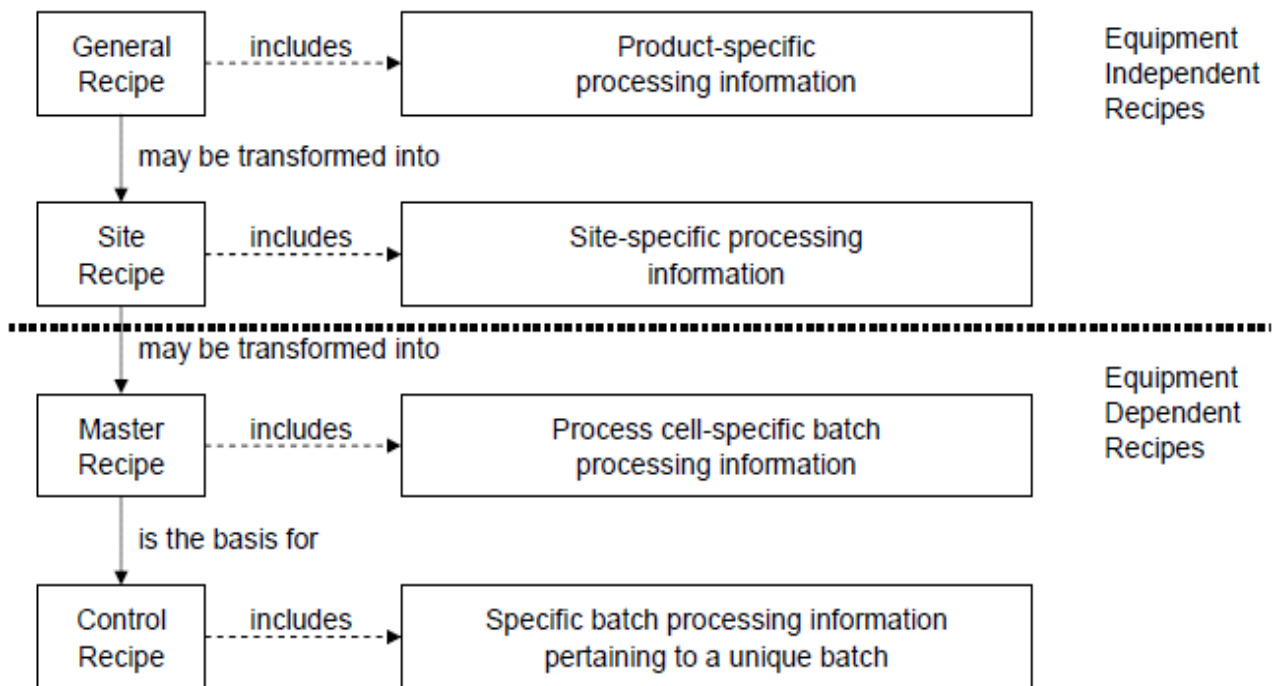 General
Recipe
includes
Product-specific
processing information
Equipment
Independent
Recipes
may be transformed into
Site
Recipe
includes
Site-specific processing
information
may be transformed into
Equipment
Dependent
Recipes
Master
Recipe
includes
Process cell-specific batch
processing information
is the basis for
Control
Recipe
includes
Specific batch processing information
pertaining to a unique batch